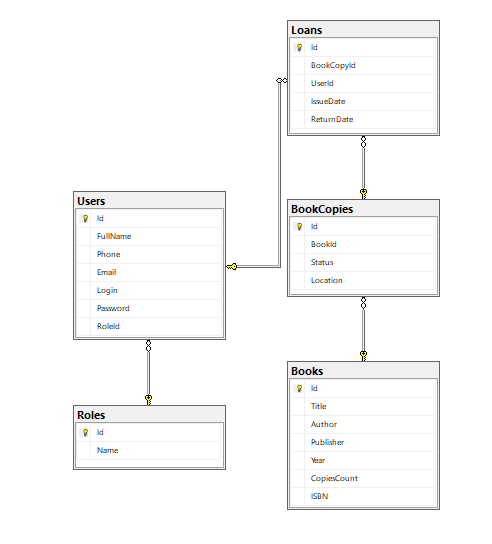 Loans
Id
BookCopyId
UserId
IssueDate
ReturnDate
Users
Id
FullName
Phone
Email
Login
Password
RoleId
BookCopies
Id
BookId
Status
Location
Books
Id
Title
Author
Publisher
Year
CopiesCount
ISBN
Roles
Id
Name